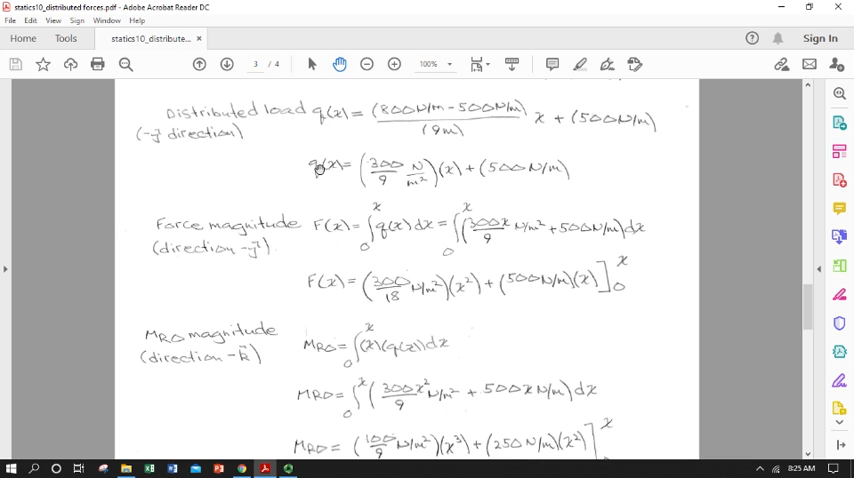 statics10_distributed forces.pdf - Adobe Acrobat Reader DC
File Edit View Sign Window Help
Home Tools statics10_distribute... × Sign In
3 / 4 100%
Distributed load q(x) = (800N/m - 500N/m)/(9m) x + (500N/m)
(-y direction)
q(x) = (300/9 N/m²)(x) + (500N/m)
Force magnitude F(x) = ∫₀ˣ q(x)dx = ∫₀ˣ (300x/9 N/m² + 500N/m)dx
(direction -y)
F(x) = (300/18 N/m²)(x²) + (500N/m)(x)]₀ˣ
MRO magnitude MRO = ∫₀ˣ (x)(q(x))dx
(direction -k)
MRO = ∫₀ˣ (300x²/9 N/m² + 500x N/m)dx
MRO = (100/9 N/m²)(x³) + (250N/m)(x²)]₀ˣ
8:25 AM